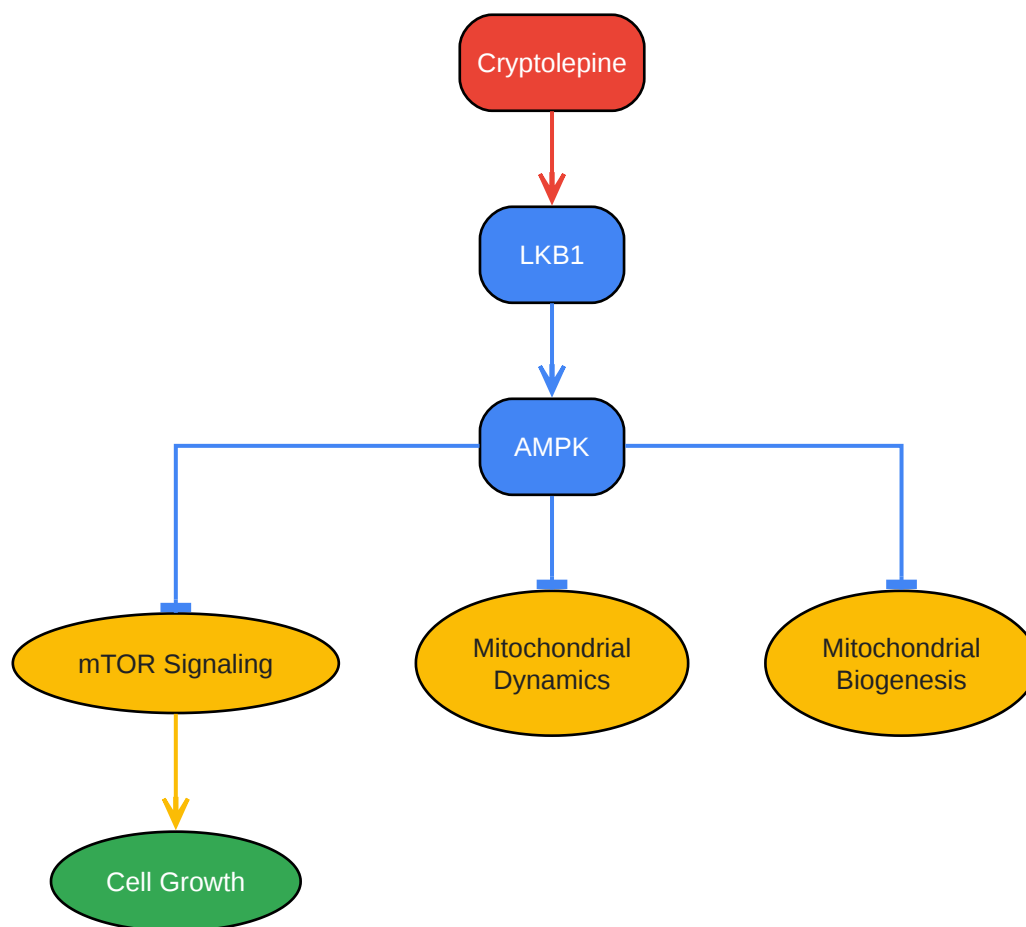 Cryptolepine
LKB1
AMPK
mTOR Signaling
Mitochondrial
Dynamics
Mitochondrial
Biogenesis
Cell Growth